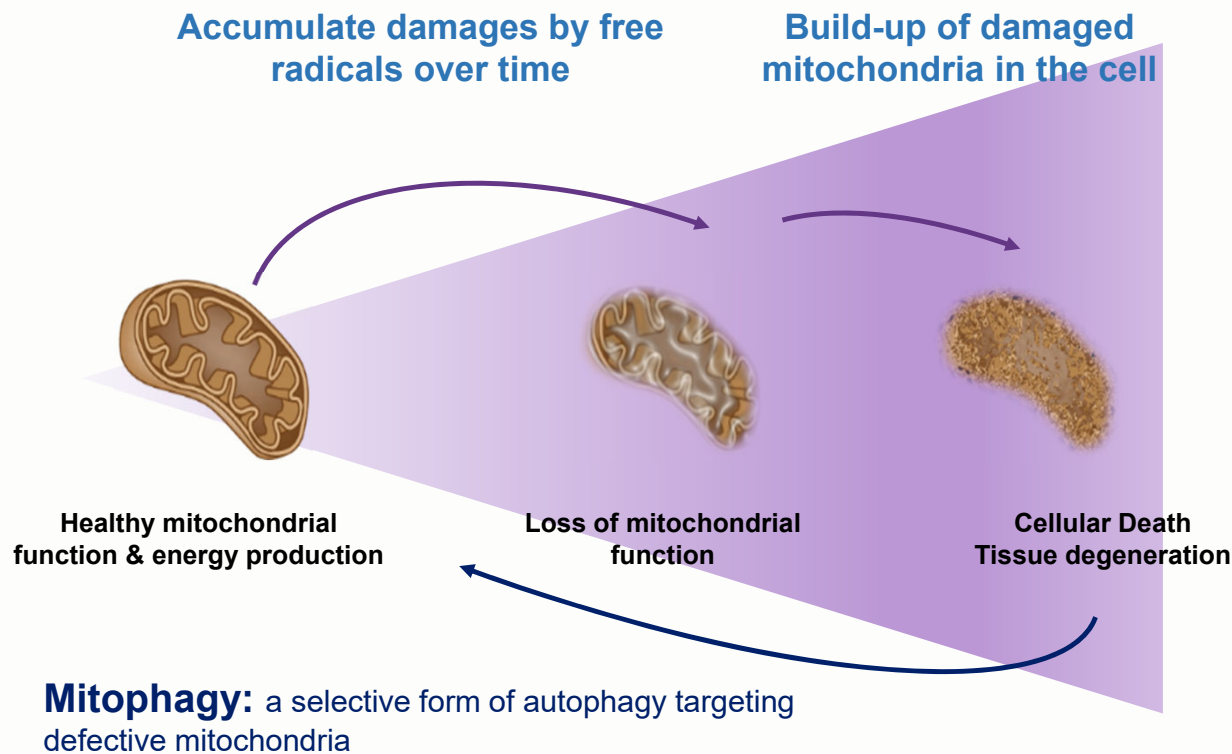 Accumulate damages by free
radicals over time
Build-up of damaged
mitochondria in the cell
Healthy mitochondrial
function & energy production
Loss of mitochondrial
function
Cellular Death
Tissue degeneration
Mitophagy: a selective form of autophagy targeting
defective mitochondria